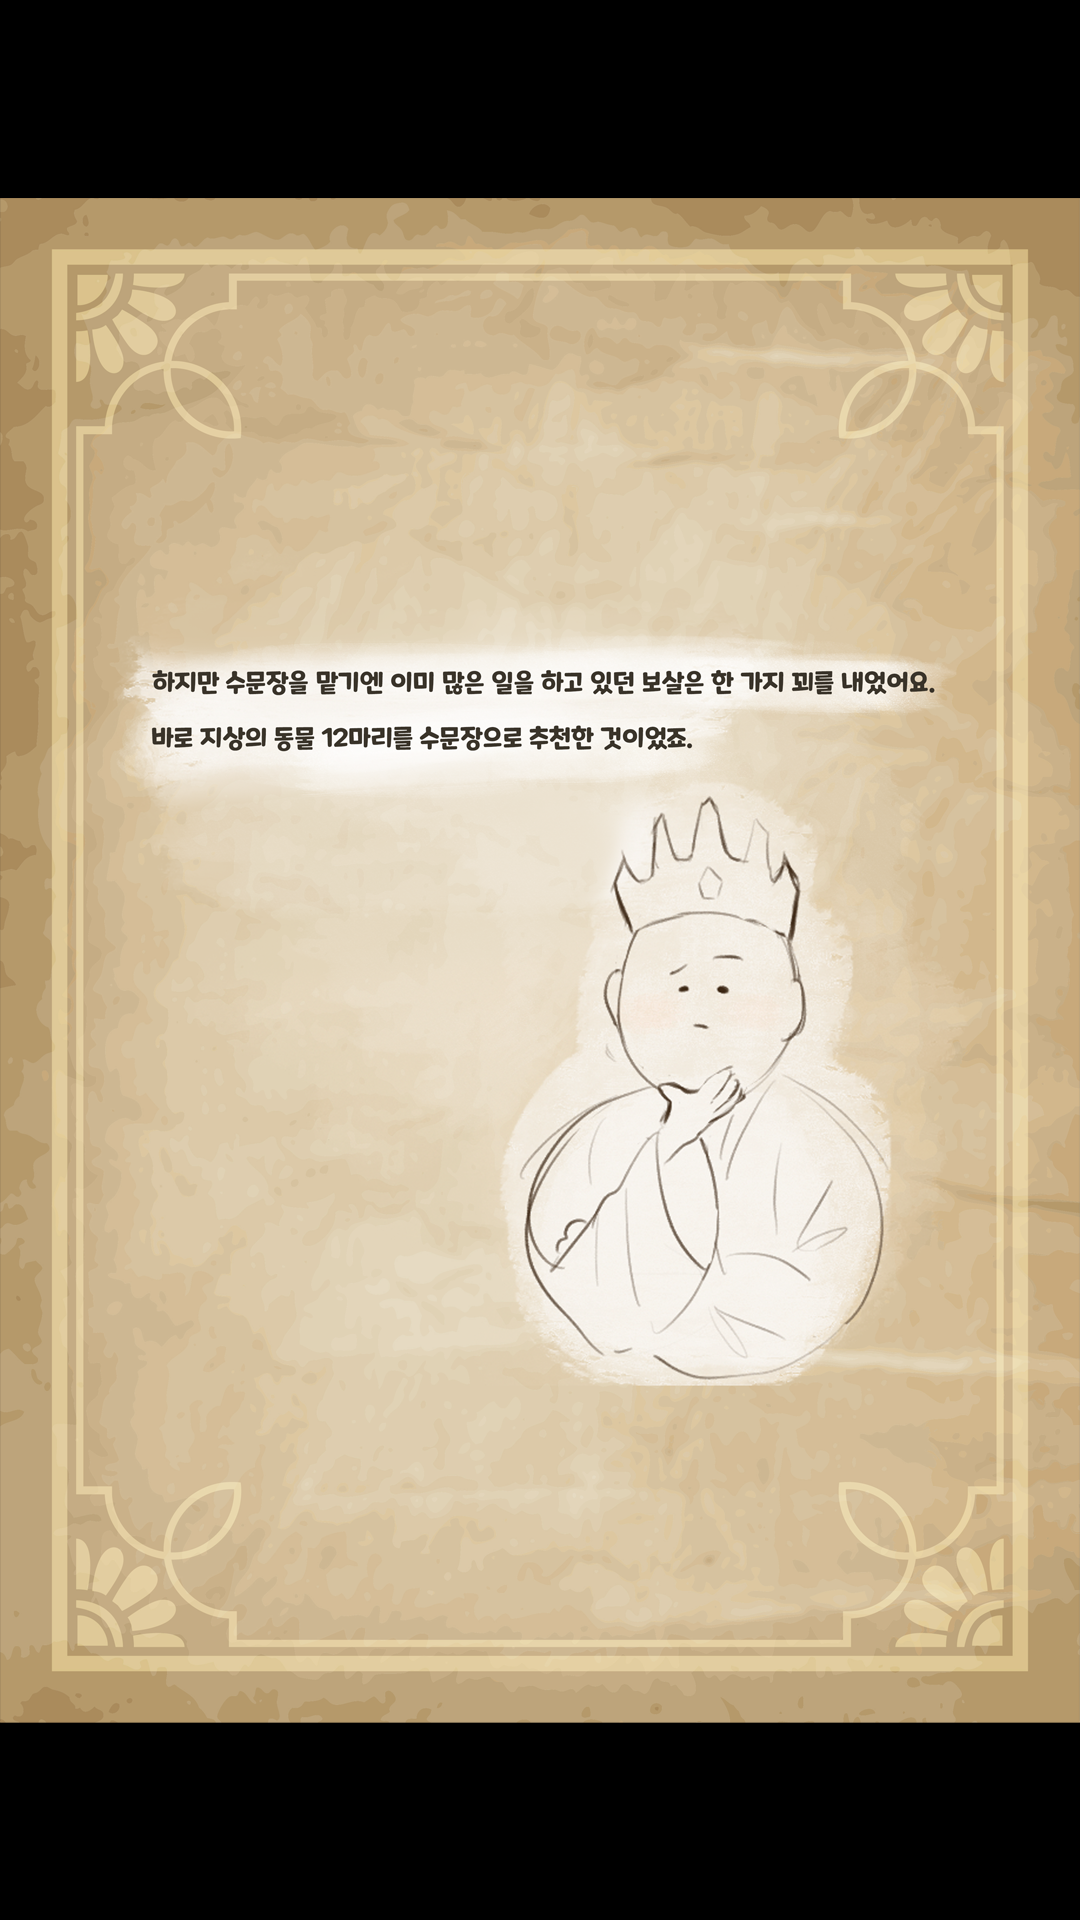 하지만 수문장을 맡기엔 이미 많은 일을 하고 있던 보살은 한 가지 꾀를 내었어요.
바로 지상의 동물 12마리를 수문장으로 추천한 것이었죠.